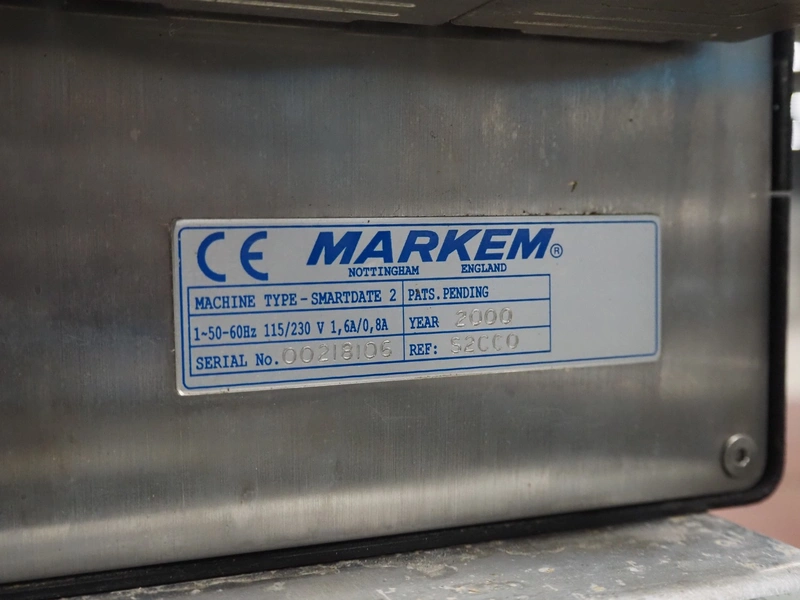 CE MARKEM®
NOTTINGHAM ENGLAND
MACHINE TYPE - SMARTDATE 2 PATS. PENDING
1~50-60Hz 115/230 V 1,6A/0,8A YEAR 2000
SERIAL No. 00218106 REF: S2CC0